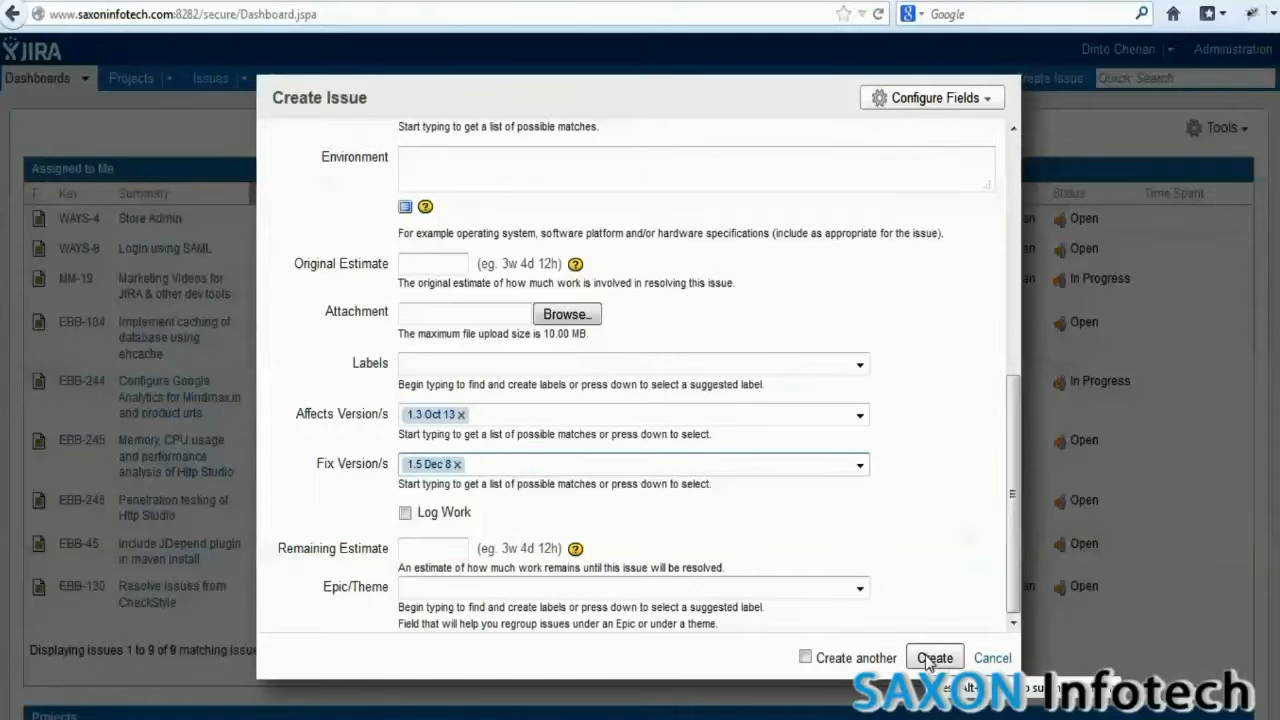 www.saxoninfotech.com:8282/secure/Dashboard.jspa
Google
JIRA
Dinto Cherian
Administration
Dashboards
Projects
Issues
Create Issue
Quick Search
Create Issue
Configure Fields
Tools
Start typing to get a list of possible matches.
Environment
For example operating system, software platform and/or hardware specifications (include as appropriate for the issue).
Original Estimate
(eg. 3w 4d 12h)
The original estimate of how much work is involved in resolving this issue.
Attachment
Browse...
The maximum file upload size is 10.00 MB.
Labels
Begin typing to find and create labels or press down to select a suggested label.
Affects Version/s
1.3 Oct 13
Start typing to get a list of possible matches or press down to select.
Fix Version/s
1.5 Dec 8
Start typing to get a list of possible matches or press down to select.
Log Work
Remaining Estimate
(eg. 3w 4d 12h)
An estimate of how much work remains until this issue will be resolved.
Epic/Theme
Begin typing to find and create labels or press down to select a suggested label.
Field that will help you regroup issues under an Epic or under a theme.
Create another
Create
Cancel
Assigned to Me
T Key Summary
Status Time Spent
WAYS-4 Store Admin
Open
WAYS-8 Login using SAML
Open
MM-19 Marketing Videos for
JIRA & other dev tools
In Progress
EBB-184 Implement caching of
database using
ehcache
Open
EBB-244 Configure Google
Analytics for Mindmax.in
and product urls.
In Progress
EBB-245 Memory, CPU usage
and performance
analysis of Http Studio
Open
EBB-246 Penetration testing of
Http Studio
Open
EBB-45 include JDepend plugin
in maven install
Open
EBB-130 Resolve issues from
CheckStyle
Open
Displaying issues 1 to 9 of 9 matching issue
Projects
SAXON Infotech